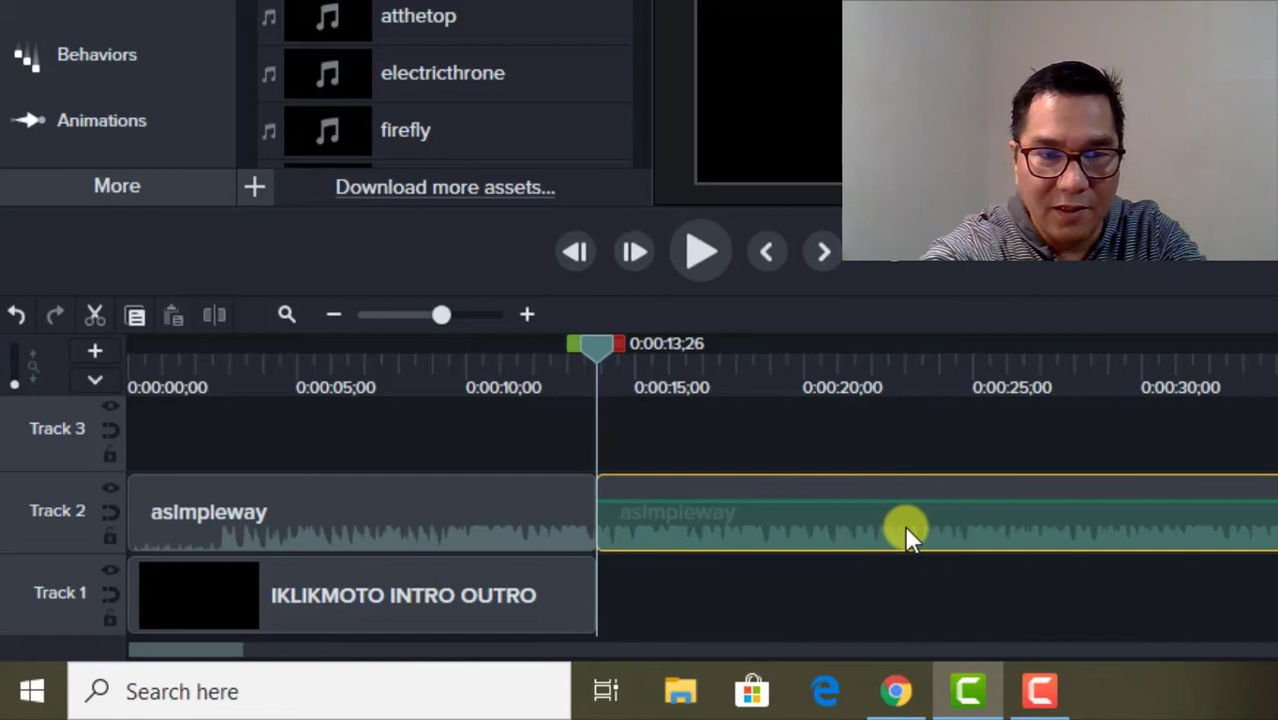 atthetop
Behaviors
electricthrone
Animations
firefly
More
Download more assets...
0:00:13;26
0:00:00;00 0:00:05;00 0:00:10;00 0:00:15;00 0:00:20;00 0:00:25;00 0:00:30;00
Track 3
Track 2 asImpleway asImpleway
Track 1 IKLIKMOTO INTRO OUTRO
Search here